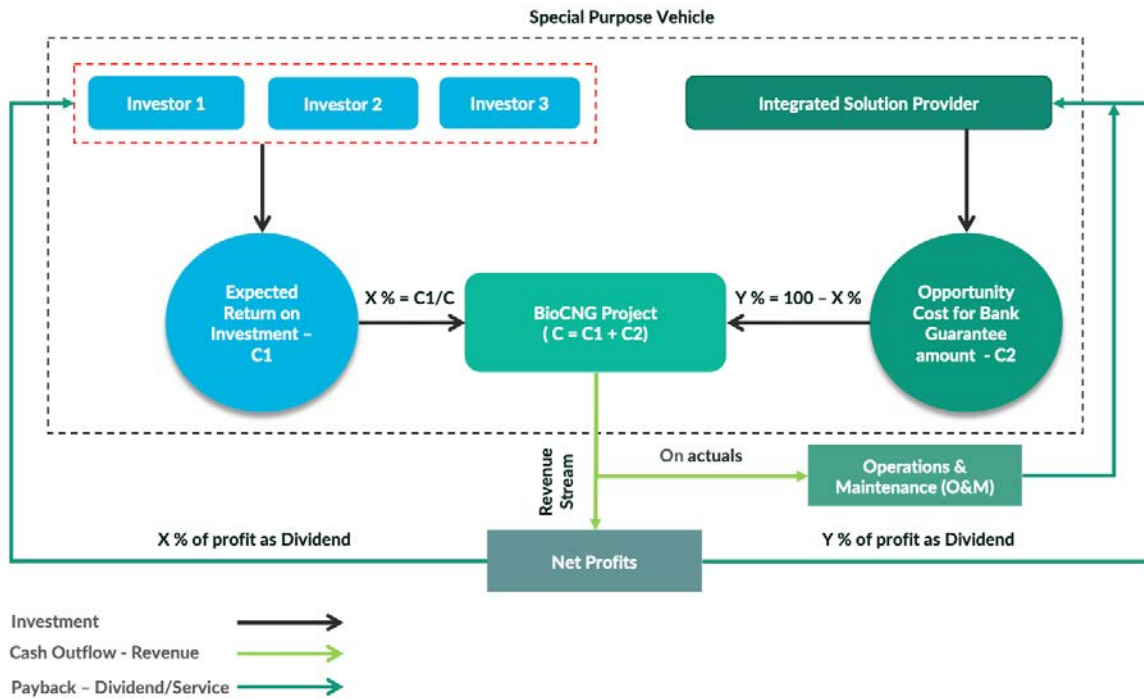 Special Purpose Vehicle
Investor 1
Investor 2
Investor 3
Integrated Solution Provider
Expected
Return on
Investment –
C1
X % = C1/C
BioCNG Project
( C = C1 + C2)
Y % = 100 – X %
Opportunity
Cost for Bank
Guarantee
amount - C2
Revenue
Stream
On actuals
Operations &
Maintenance (O&M)
X % of profit as Dividend
Net Profits
Y % of profit as Dividend
Investment
Cash Outflow - Revenue
Payback – Dividend/Service